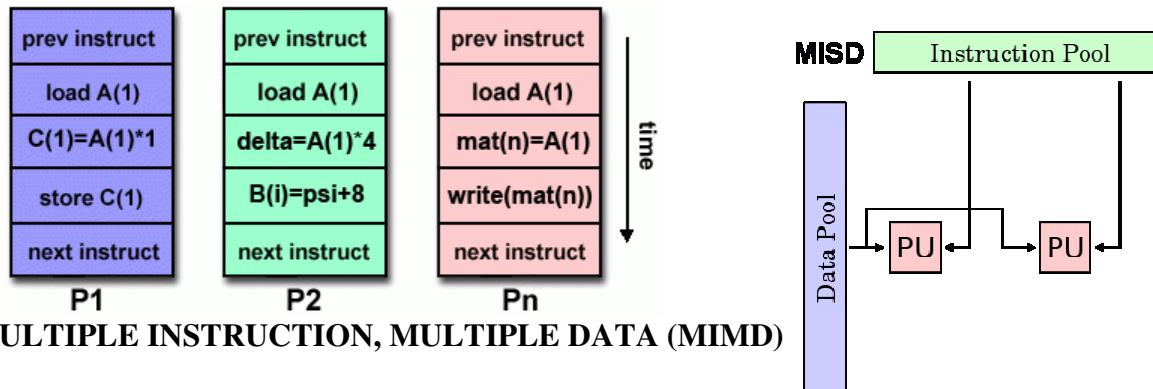 prev instruct
load A(1)
C(1)=A(1)*1
store C(1)
next instruct
P1
prev instruct
load A(1)
delta=A(1)*4
B(i)=psi+8
next instruct
P2
prev instruct
load A(1)
mat(n)=A(1)
write(mat(n))
next instruct
Pn
time
ULTIPLE INSTRUCTION, MULTIPLE DATA (MIMD)
MISD
Instruction Pool
Data Pool
PU
PU